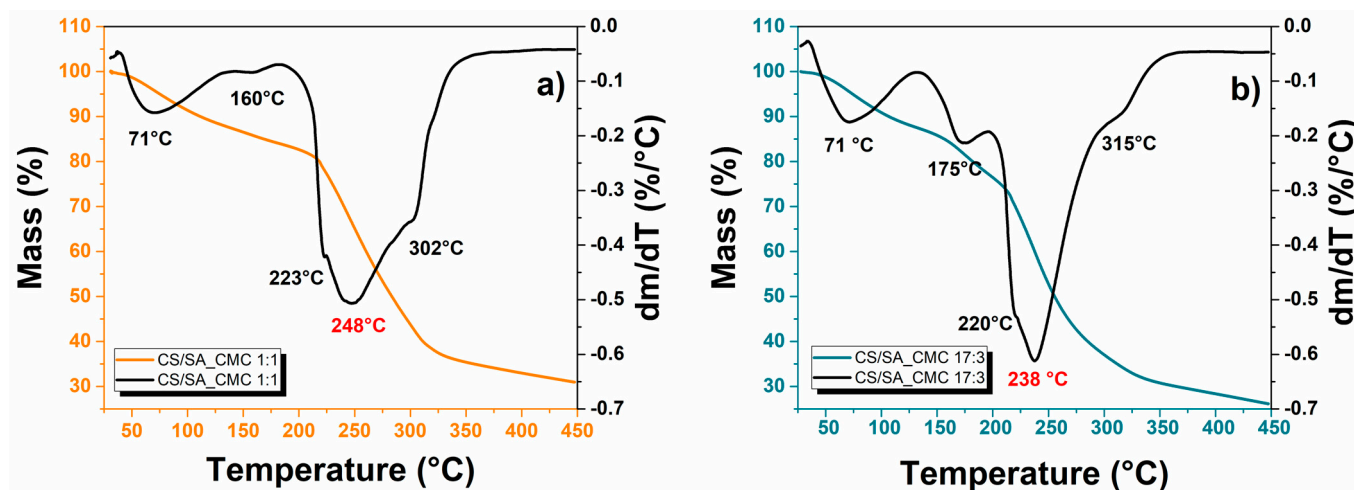 110
100
90
80
70
60
50
40
30
Mass (%)
0.0
-0.1
-0.2
-0.3
-0.4
-0.5
-0.6
-0.7
dm/dT (%/°C)
a)
71°C
160°C
223°C
248°C
302°C
CS/SA_CMC 1:1
CS/SA_CMC 1:1
50 100 150 200 250 300 350 400 450
Temperature (°C)
110
100
90
80
70
60
50
40
30
Mass (%)
0.0
-0.1
-0.2
-0.3
-0.4
-0.5
-0.6
-0.7
dm/dT (%/°C)
b)
71 °C
175°C
220°C
238 °C
315°C
CS/SA_CMC 17:3
CS/SA_CMC 17:3
50 100 150 200 250 300 350 400 450
Temperature (°C)